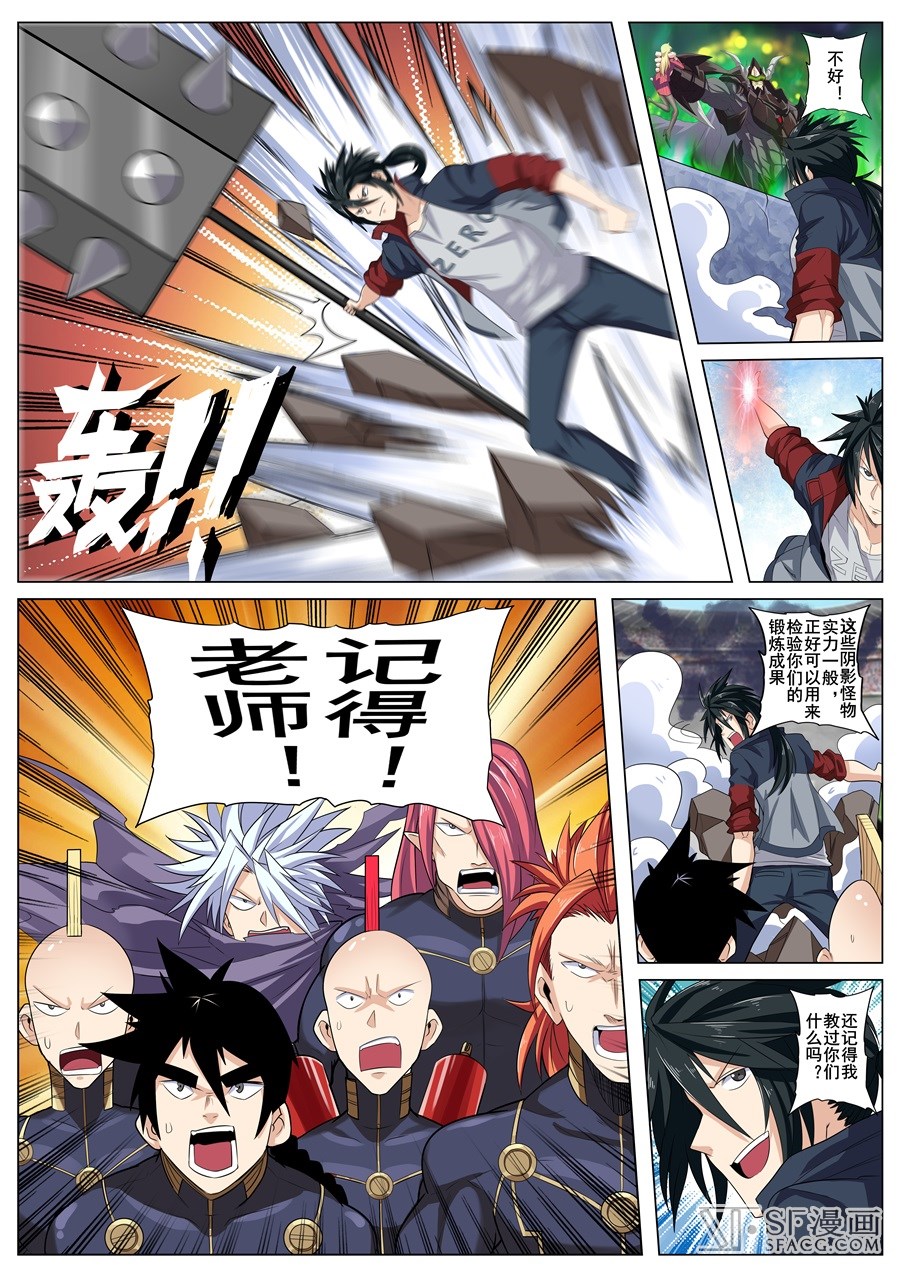 不好！
ZERO
轰!!
ZE
这些阴影怪物
实力一般，
正好可以用来
检验你们的
锻炼成果
还记得我
教过你们
什么吗？
记得！
老师！
SF漫画
SFACG.COM